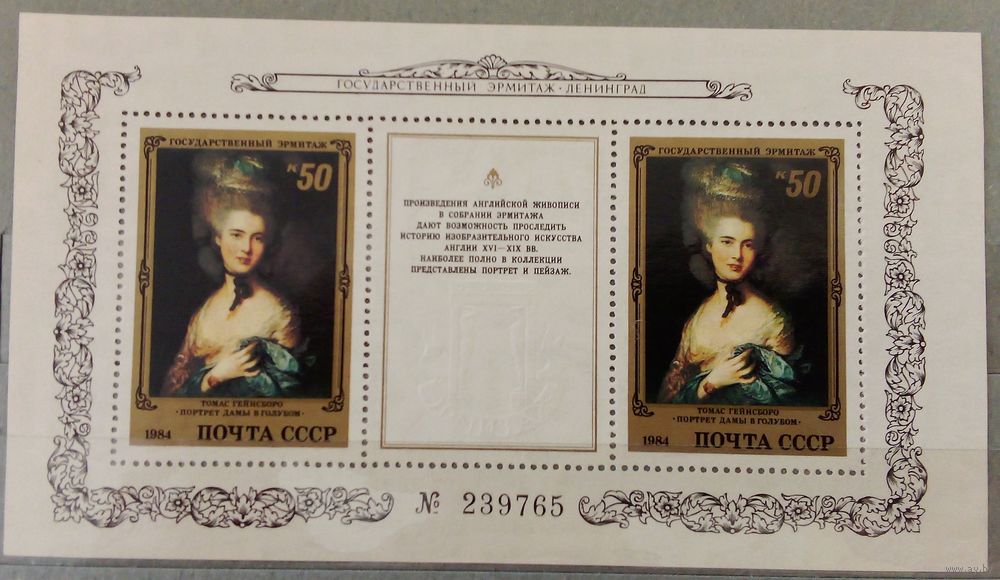 ГОСУДАРСТВЕННЫЙ ЭРМИТАЖ · ЛЕНИНГРАД
ГОСУДАРСТВЕННЫЙ ЭРМИТАЖ
к50
ТОМАС ГЕЙНСБОРО
·ПОРТРЕТ ДАМЫ В ГОЛУБОМ·
1984 ПОЧТА СССР
ПРОИЗВЕДЕНИЯ АНГЛИЙСКОЙ ЖИВОПИСИ
В СОБРАНИИ ЭРМИТАЖА
ДАЮТ ВОЗМОЖНОСТЬ ПРОСЛЕДИТЬ
ИСТОРИЮ ИЗОБРАЗИТЕЛЬНОГО ИСКУССТВА
АНГЛИИ XVI—XIX ВВ.
НАИБОЛЕЕ ПОЛНО В КОЛЛЕКЦИИ
ПРЕДСТАВЛЕНЫ ПОРТРЕТ И ПЕЙЗАЖ.
ГОСУДАРСТВЕННЫЙ ЭРМИТАЖ
к50
ТОМАС ГЕЙНСБОРО
·ПОРТРЕТ ДАМЫ В ГОЛУБОМ·
1984 ПОЧТА СССР
№ 239765